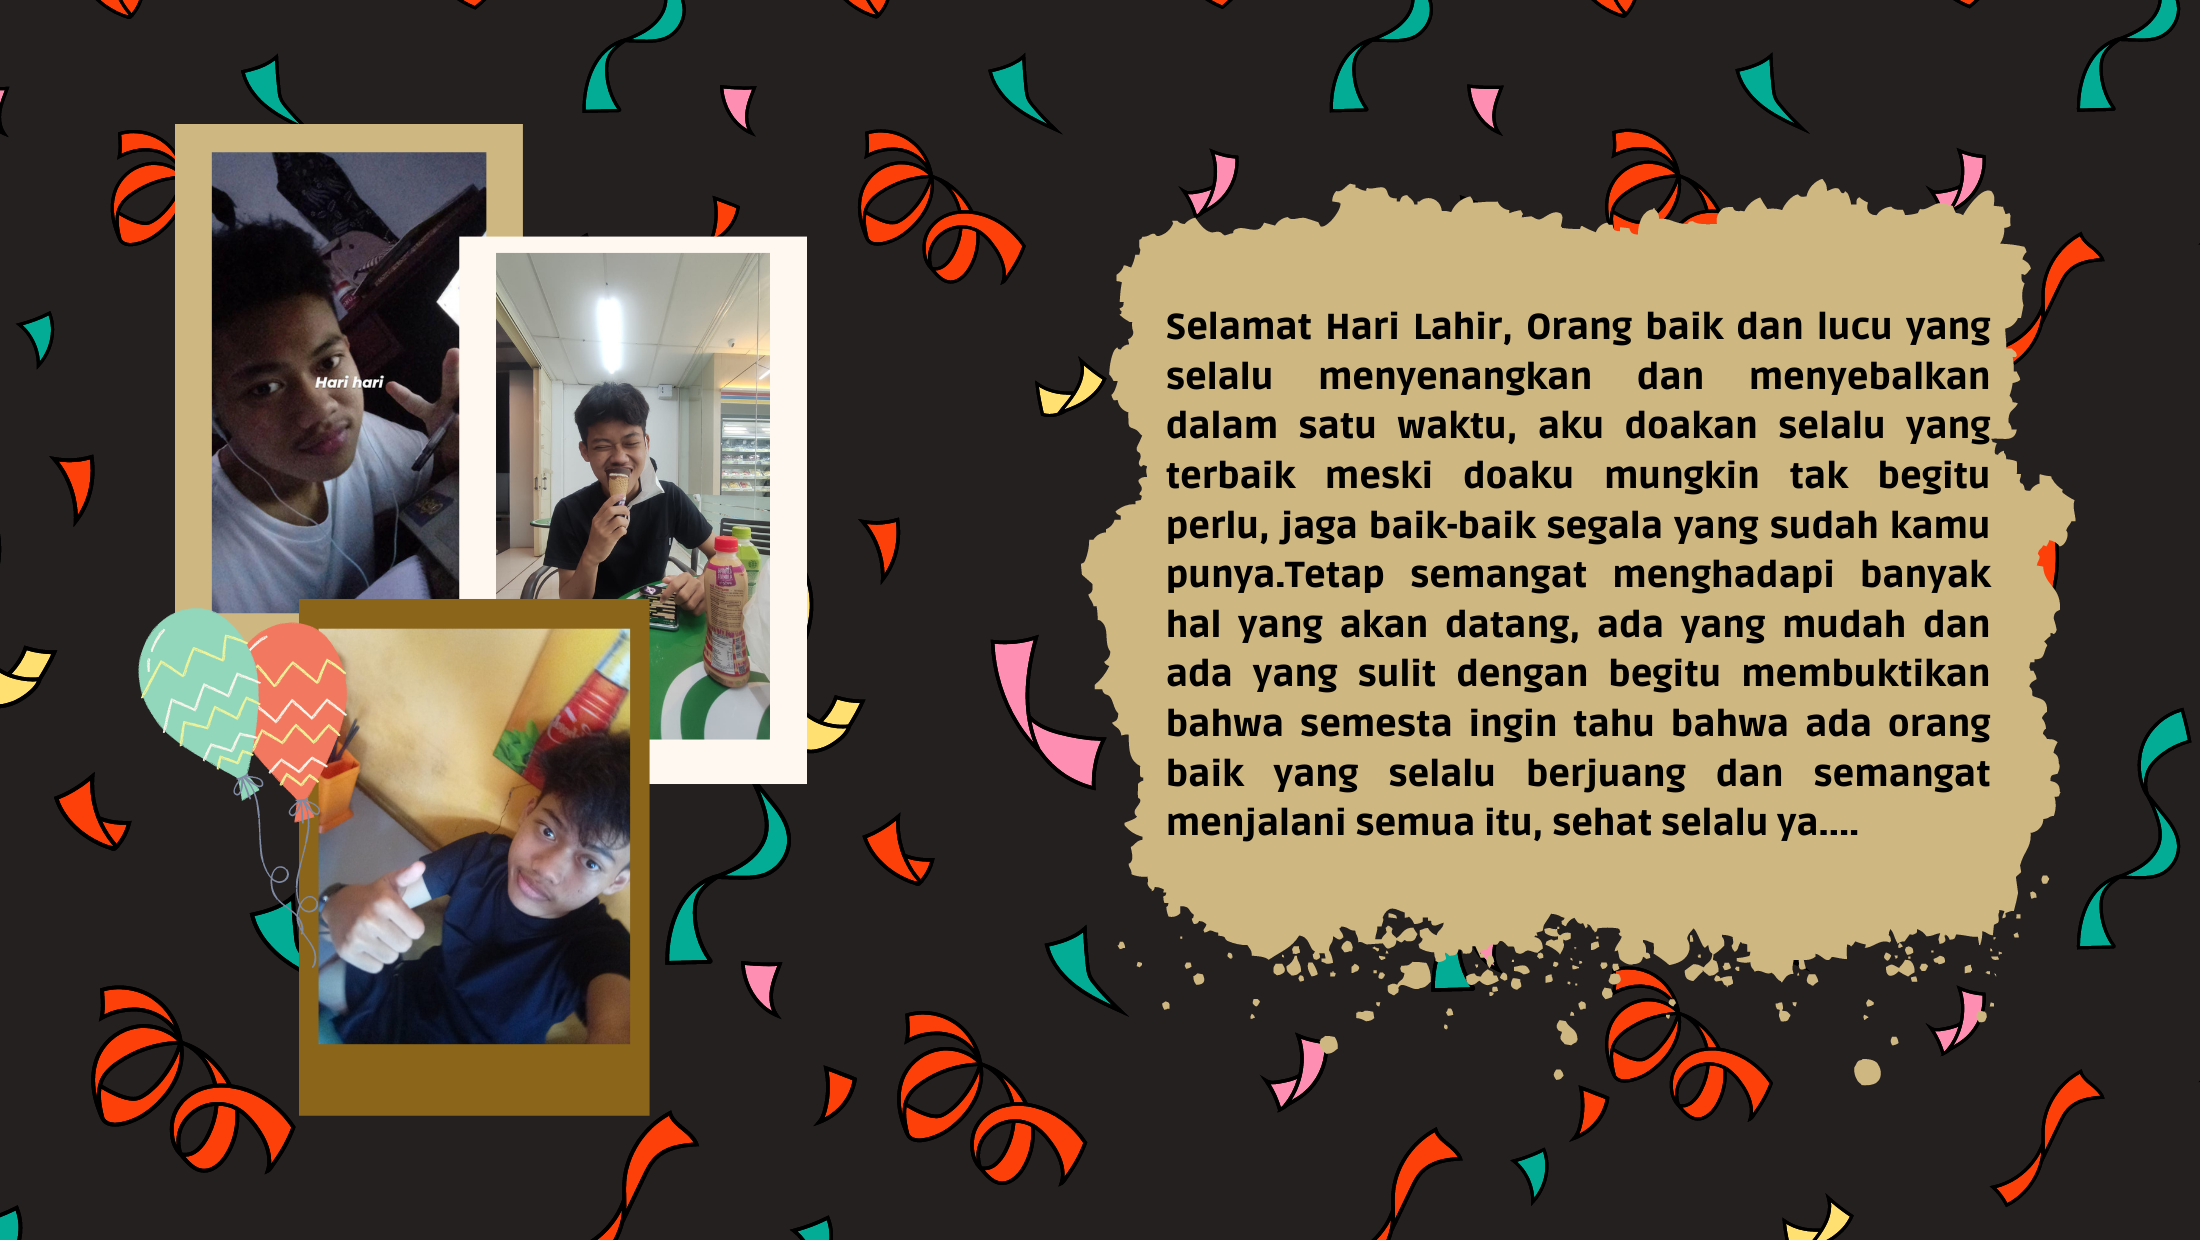 Hari hari
Selamat Hari Lahir, Orang baik dan lucu yang
selalu menyenangkan dan menyebalkan
dalam satu waktu, aku doakan selalu yang
terbaik meski doaku mungkin tak begitu
perlu, jaga baik-baik segala yang sudah kamu
punya.Tetap semangat menghadapi banyak
hal yang akan datang, ada yang mudah dan
ada yang sulit dengan begitu membuktikan
bahwa semesta ingin tahu bahwa ada orang
baik yang selalu berjuang dan semangat
menjalani semua itu, sehat selalu ya....